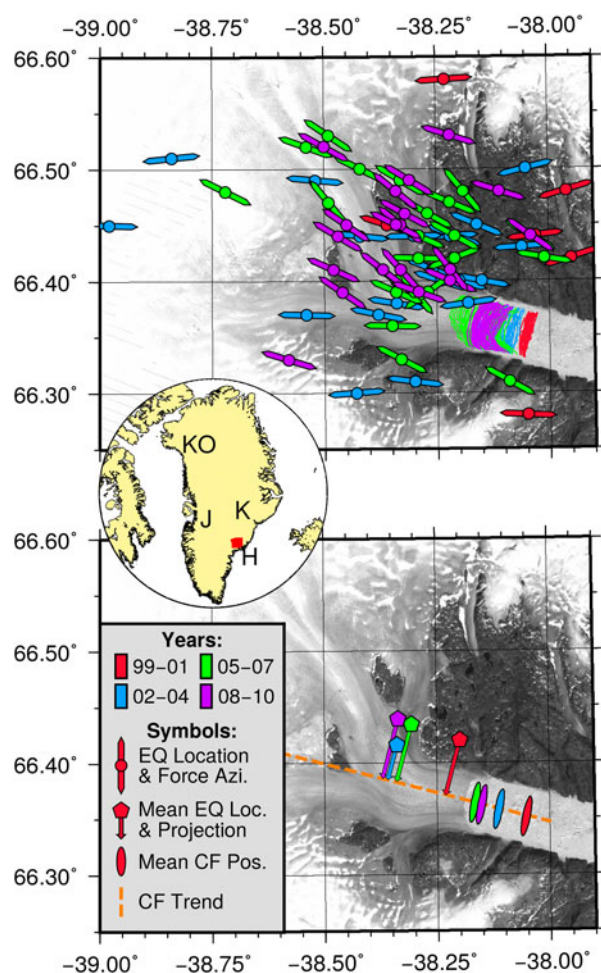 −39.00 −38.75 −38.50 −38.25 −38.00
66.60°
66.50°
66.40°
66.30°
KO
J
K
H
66.60°
66.50°
66.40°
66.30°
Years:
99−01 05−07
02−04 08−10
Symbols:
EQ Location
& Force Azi.
Mean EQ Loc.
& Projection
Mean CF Pos.
CF Trend
−39.00 −38.75 −38.50 −38.25 −38.00